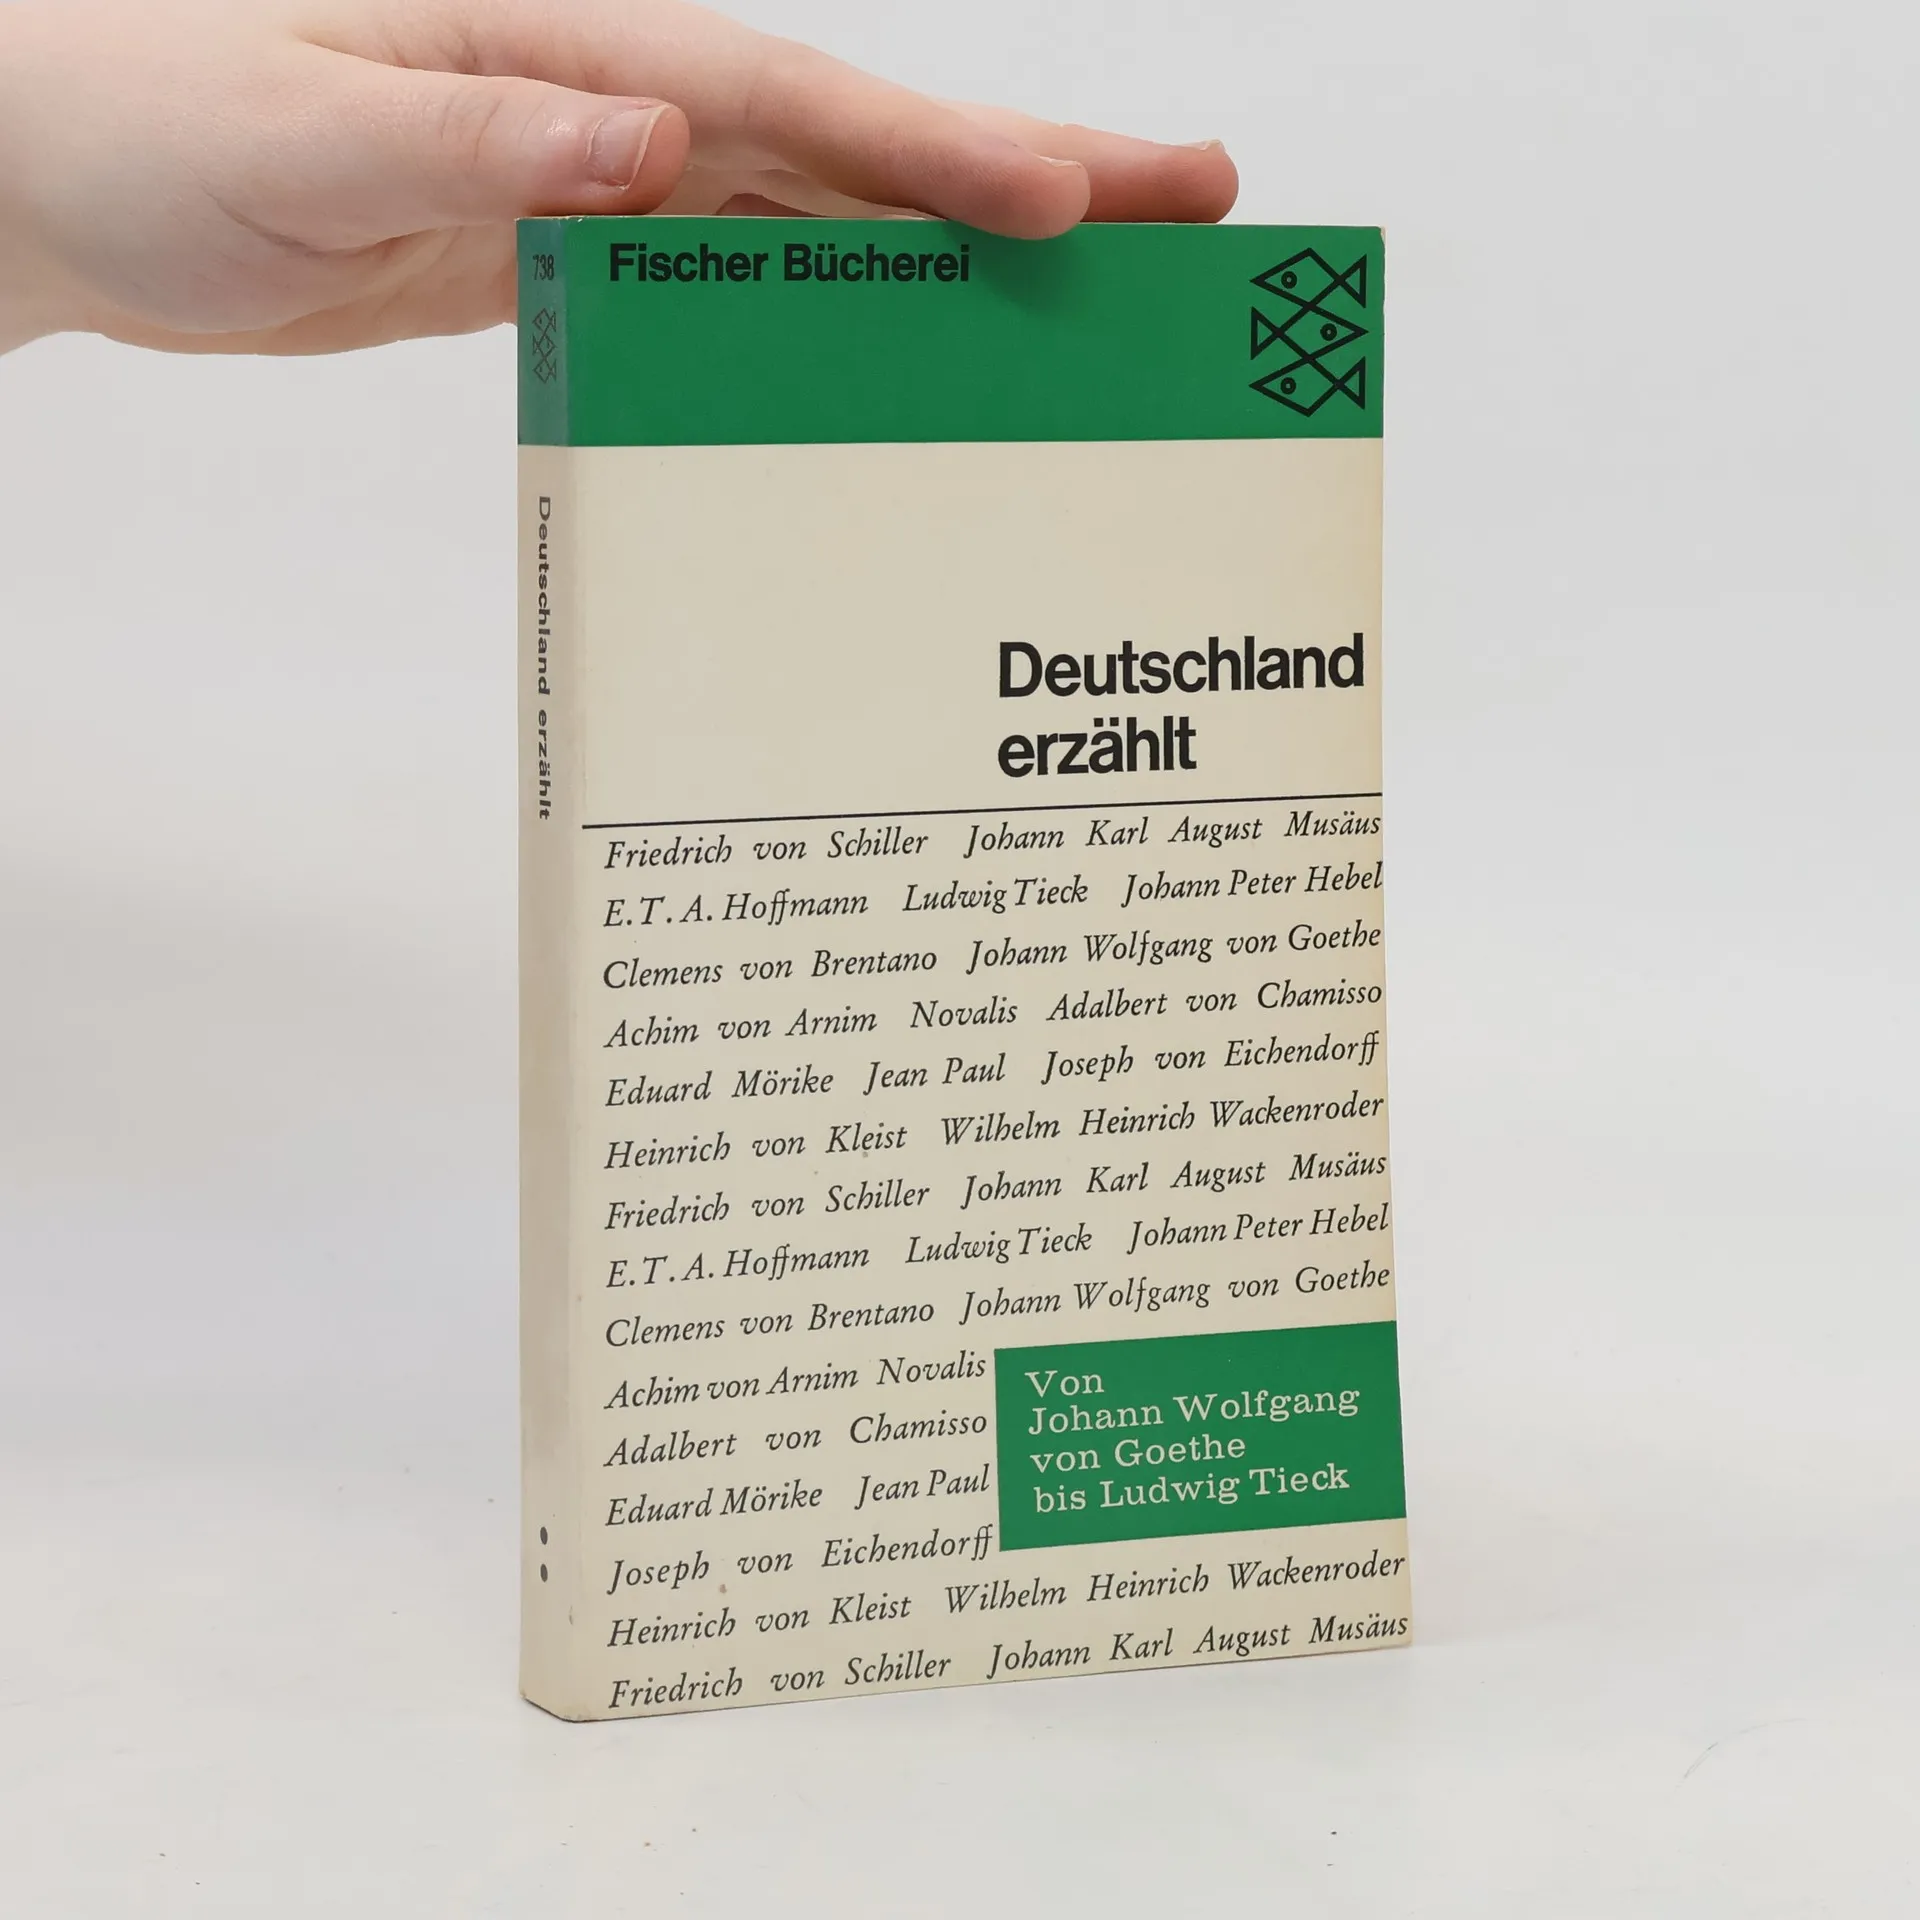 738
Deutschland erzählt
Fischer Bücherei
Deutschland
erzählt
Friedrich von Schiller Johann Karl August Musäus
E. T. A. Hoffmann Ludwig Tieck Johann Peter Hebel
Clemens von Brentano Johann Wolfgang von Goethe
Achim von Arnim Novalis Adalbert von Chamisso
Eduard Mörike Jean Paul Joseph von Eichendorff
Heinrich von Kleist Wilhelm Heinrich Wackenroder
Friedrich von Schiller Johann Karl August Musäus
E. T. A. Hoffmann Ludwig Tieck Johann Peter Hebel
Clemens von Brentano Johann Wolfgang von Goethe
Achim von Arnim Novalis
Adalbert von Chamisso
Eduard Mörike Jean Paul
Joseph von Eichendorff
Von
Johann Wolfgang
von Goethe
bis Ludwig Tieck
Heinrich von Kleist Wilhelm Heinrich Wackenroder
Friedrich von Schiller Johann Karl August Musäus